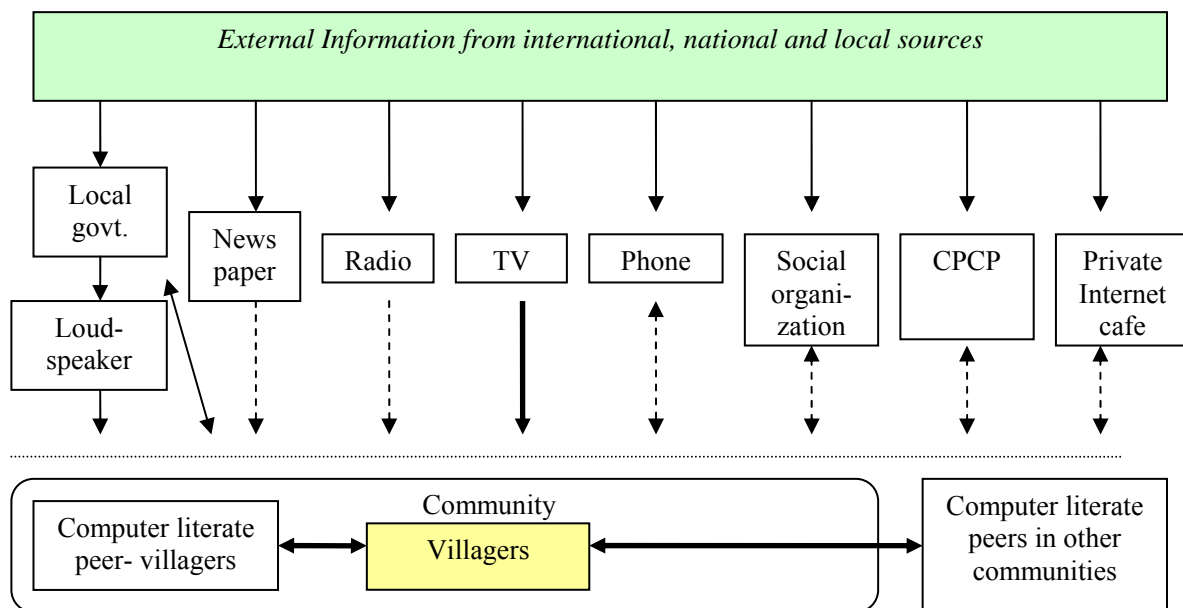 External Information from international, national and local sources
Local
govt.
News
paper
Radio
TV
Phone
Social
organi-
zation
CPCP
Private
Internet
cafe
Loud-
speaker
Community
Computer literate
peer- villagers
Villagers
Computer literate
peers in other
communities